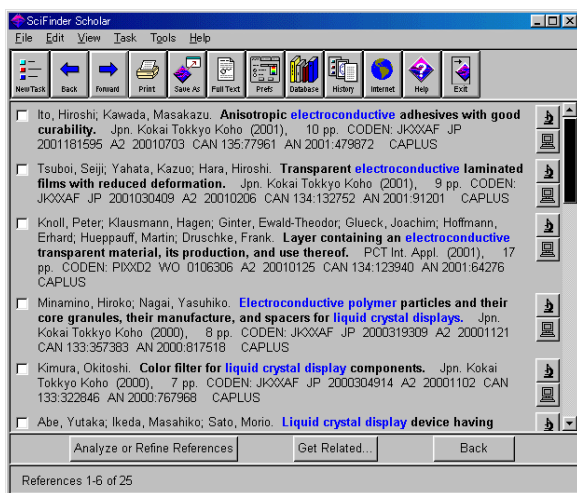 SciFinder Scholar
File Edit View Task Tools Help
New Task Back Forward Print Save As Full Text Prefs Database History Internet Help Exit
Ito, Hiroshi; Kawada, Masakazu. Anisotropic electroconductive adhesives with good
curability. Jpn. Kokai Tokkyo Koho (2001), 10 pp. CODEN: JKXXAF JP
2001181595 A2 20010703 CAN 135:77961 AN 2001:479872 CAPLUS
Tsuboi, Seiji; Yahata, Kazuo; Hara, Hiroshi. Transparent electroconductive laminated
films with reduced deformation. Jpn. Kokai Tokkyo Koho (2001), 9 pp. CODEN:
JKXXAF JP 2001030409 A2 20010206 CAN 134:132752 AN 2001:91201 CAPLUS
Knoll, Peter; Klausmann, Hagen; Ginter, Ewald-Theodor; Glueck, Joachim; Hoffmann,
Erhard; Hueppauff, Martin; Druschke, Frank. Layer containing an electroconductive
transparent material, its production, and use thereof. PCT Int. Appl. (2001), 17
pp. CODEN: PIXXD2 WO 0106306 A2 20010125 CAN 134:123940 AN 2001:64276
CAPLUS
Minamino, Hiroko; Nagai, Yasuhiko. Electroconductive polymer particles and their
core granules, their manufacture, and spacers for liquid crystal displays. Jpn.
Kokai Tokkyo Koho (2000), 8 pp. CODEN: JKXXAF JP 2000319309 A2 20001121
CAN 133:357383 AN 2000:817518 CAPLUS
Kimura, Okitoshi. Color filter for liquid crystal display components. Jpn. Kokai
Tokkyo Koho (2000), 7 pp. CODEN: JKXXAF JP 2000304914 A2 20001102 CAN
133:322846 AN 2000:767968 CAPLUS
Abe, Yutaka; Ikeda, Masahiko; Sato, Morio. Liquid crystal display device having
Analyze or Refine References Get Related... Back
References 1-6 of 25